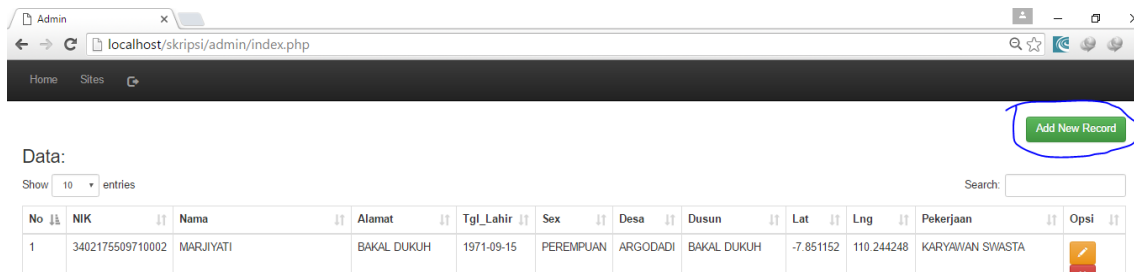 Admin
localhost/skripsi/admin/index.php
Home Sites
Add New Record
Data:
Show 10 entries
Search:
No NIK Nama Alamat Tgl_Lahir Sex Desa Dusun Lat Lng Pekerjaan Opsi
1 3402175509710002 MARJIYATI BAKAL DUKUH 1971-09-15 PEREMPUAN ARGODADI BAKAL DUKUH -7.851152 110.244248 KARYAWAN SWASTA